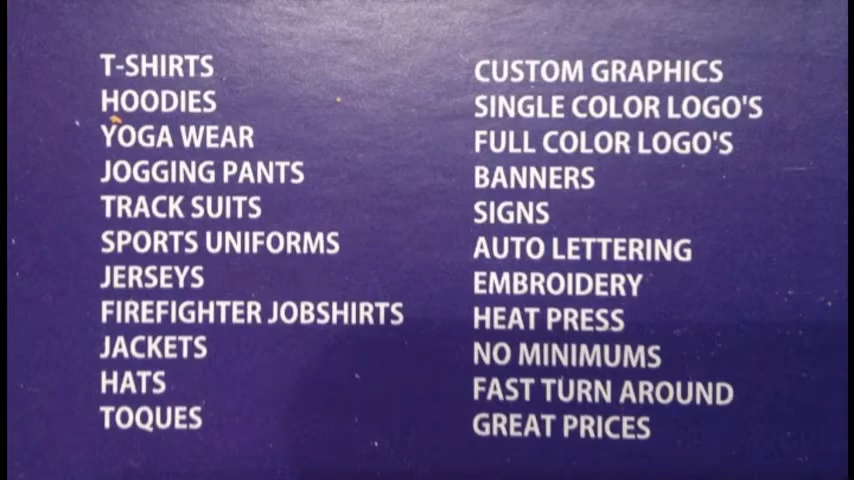 T-SHIRTS
HOODIES
YOGA WEAR
JOGGING PANTS
TRACK SUITS
SPORTS UNIFORMS
JERSEYS
FIREFIGHTER JOBSHIRTS
JACKETS
HATS
TOQUES
CUSTOM GRAPHICS
SINGLE COLOR LOGO'S
FULL COLOR LOGO'S
BANNERS
SIGNS
AUTO LETTERING
EMBROIDERY
HEAT PRESS
NO MINIMUMS
FAST TURN AROUND
GREAT PRICES